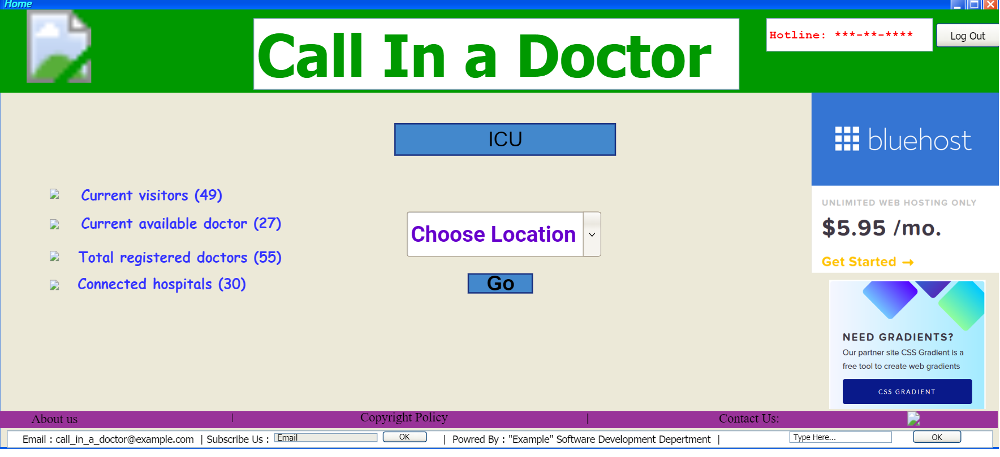 Home
Call In a Doctor
Hotline: ***-**-****
Log Out
ICU
Current visitors (49)
Current available doctor (27)
Total registered doctors (55)
Connected hospitals (30)
Choose Location
Go
bluehost
UNLIMITED WEB HOSTING ONLY
$5.95 /mo.
Get Started →
NEED GRADIENTS?
Our partner site CSS Gradient is a
free tool to create web gradients
CSS GRADIENT
About us | Copyright Policy | Contact Us:
Email : call_in_a_doctor@example.com | Subscribe Us : Email OK | Powred By : "Example" Software Development Depertment | Type Here... OK